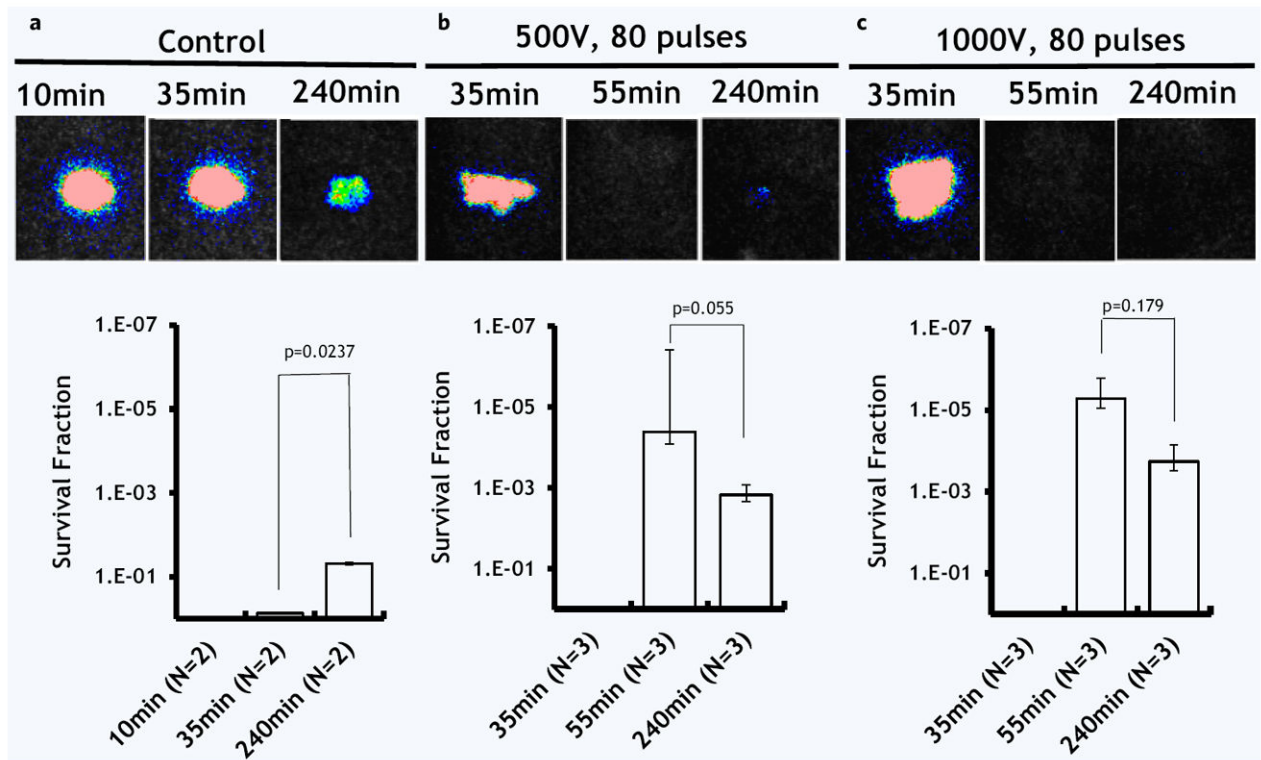 a
Control
10min 35min 240min
b
500V, 80 pulses
35min 55min 240min
c
1000V, 80 pulses
35min 55min 240min
Survival Fraction
1.E-07
1.E-05
1.E-03
1.E-01
p=0.0237
10min (N=2)
35min (N=2)
240min (N=2)
Survival Fraction
1.E-07
1.E-05
1.E-03
1.E-01
p=0.055
35min (N=3)
55min (N=3)
240min (N=3)
Survival Fraction
1.E-07
1.E-05
1.E-03
1.E-01
p=0.179
35min (N=3)
55min (N=3)
240min (N=3)